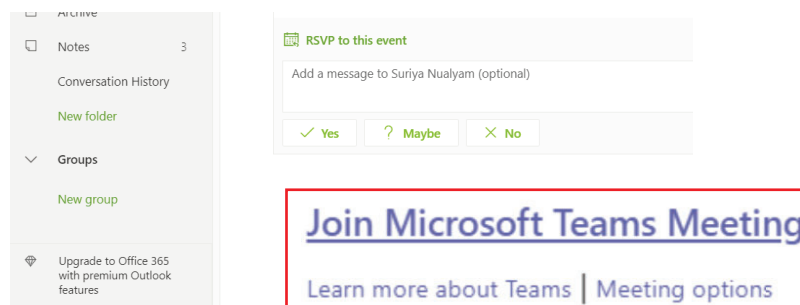 Archive
Notes 3
Conversation History
New folder
Groups
New group
Upgrade to Office 365
with premium Outlook
features
RSVP to this event
Add a message to Suriya Nualyam (optional)
Yes ? Maybe No
Join Microsoft Teams Meeting
Learn more about Teams | Meeting options